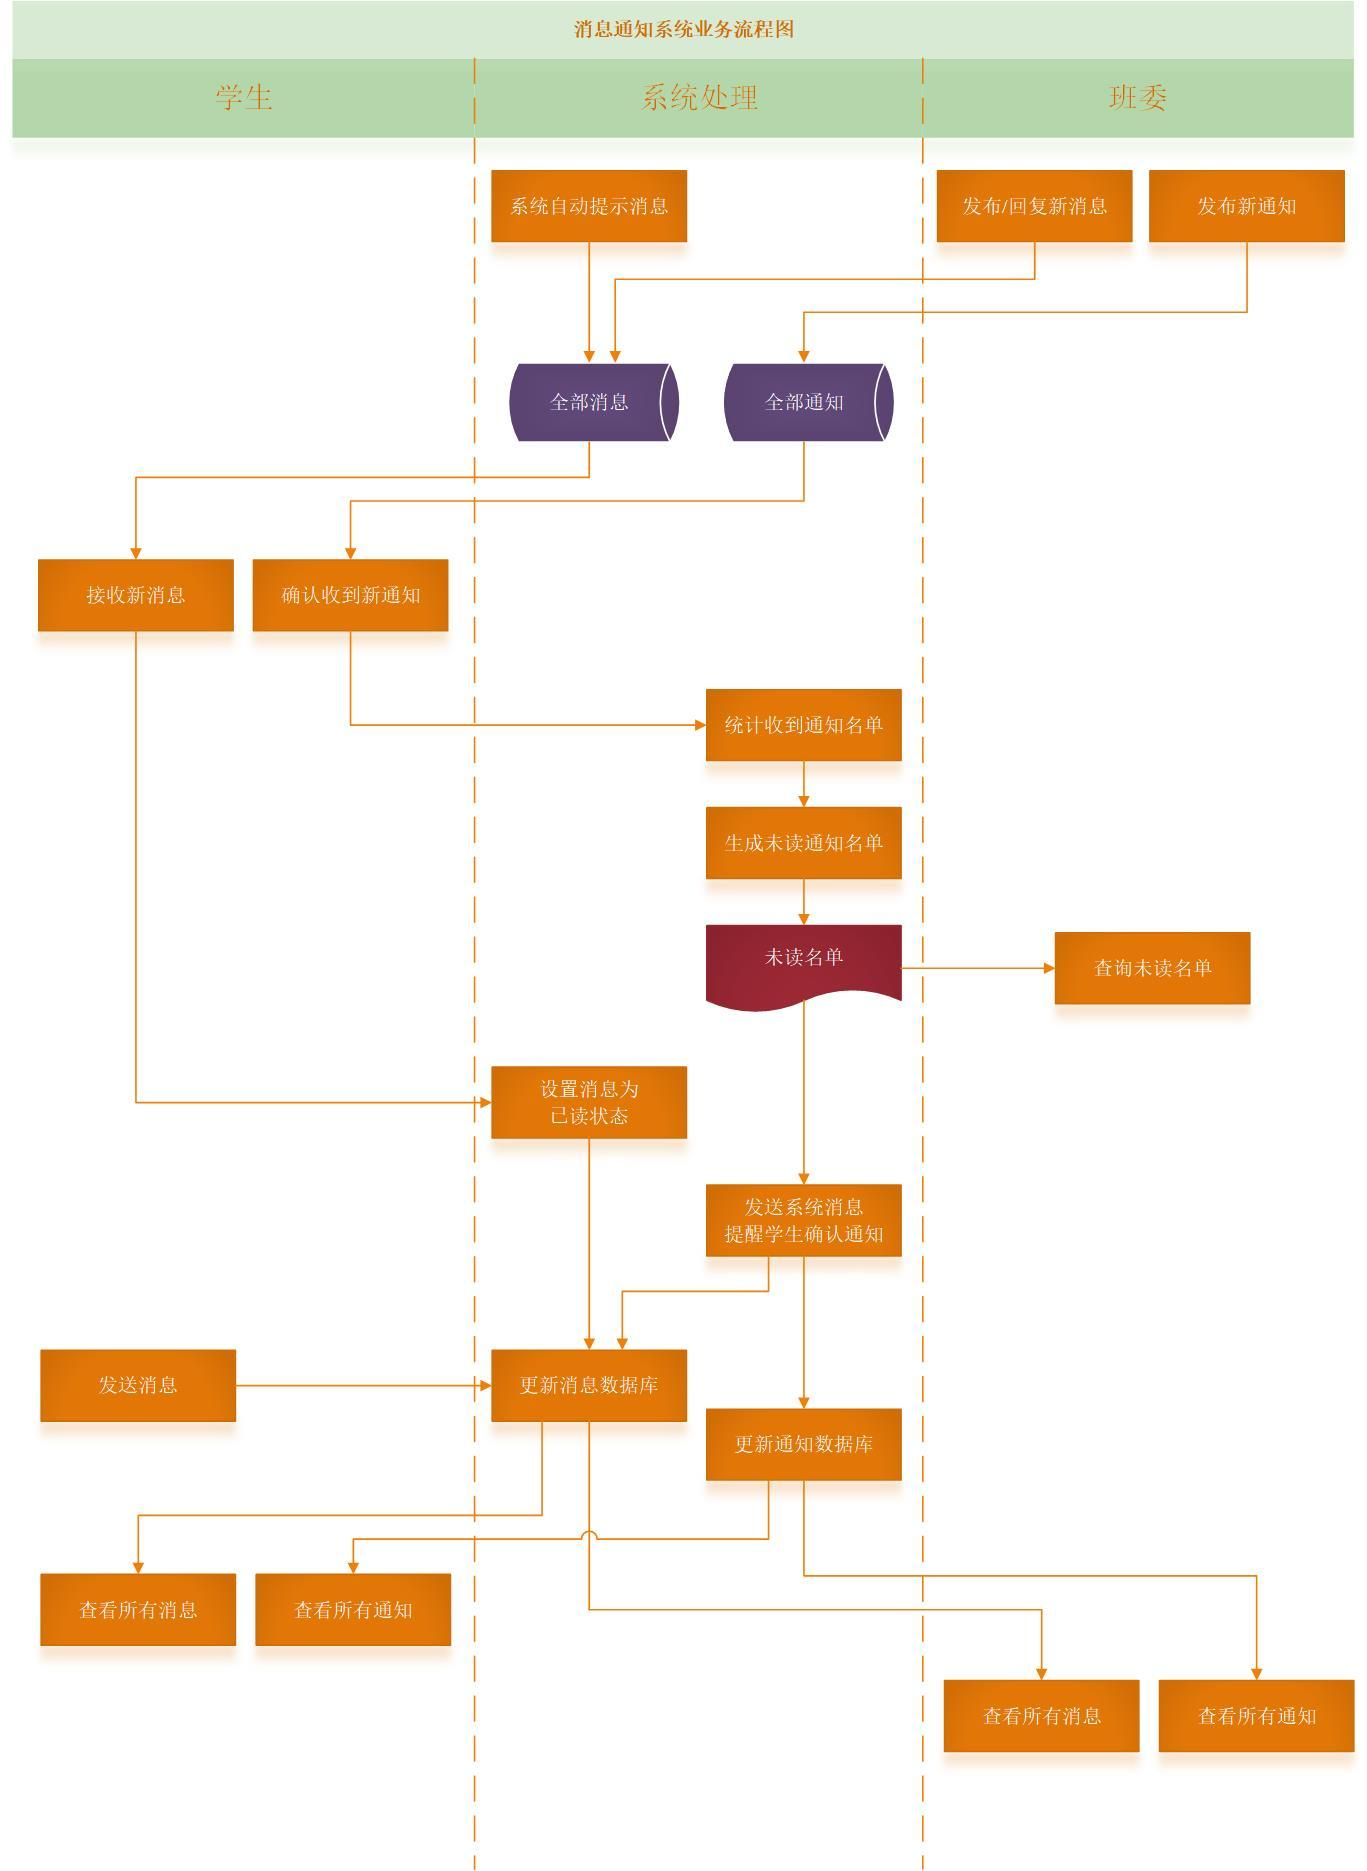 消息通知系统业务流程图
学生
系统处理
班委
系统自动提示消息
发布/回复新消息
发布新通知
全部消息
全部通知
接收新消息
确认收到新通知
统计收到通知名单
生成未读通知名单
未读名单
查询未读名单
设置消息为
已读状态
发送系统消息
提醒学生确认通知
发送消息
更新消息数据库
更新通知数据库
查看所有消息
查看所有通知
查看所有消息
查看所有通知